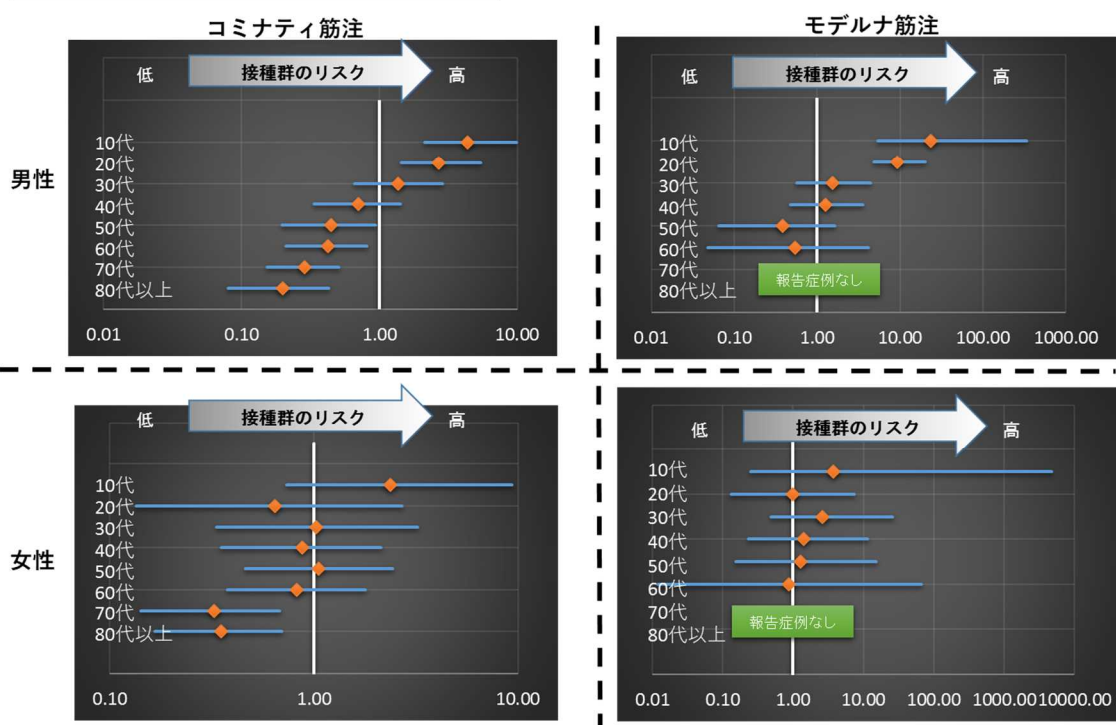 コミナティ筋注
低 接種群のリスク 高
男性
10代
20代
30代
40代
50代
60代
70代
80代以上
0.01 0.10 1.00 10.00
モデルナ筋注
低 接種群のリスク 高
10代
20代
30代
40代
50代
60代
70代
80代以上
報告症例なし
0.01 0.10 1.00 10.00 100.00 1000.00
低 接種群のリスク 高
女性
10代
20代
30代
40代
50代
60代
70代
80代以上
0.10 1.00 10.00
低 接種群のリスク 高
10代
20代
30代
40代
50代
60代
70代
80代以上
報告症例なし
0.01 0.10 1.00 10.00 100.00 1000.00 10000.00